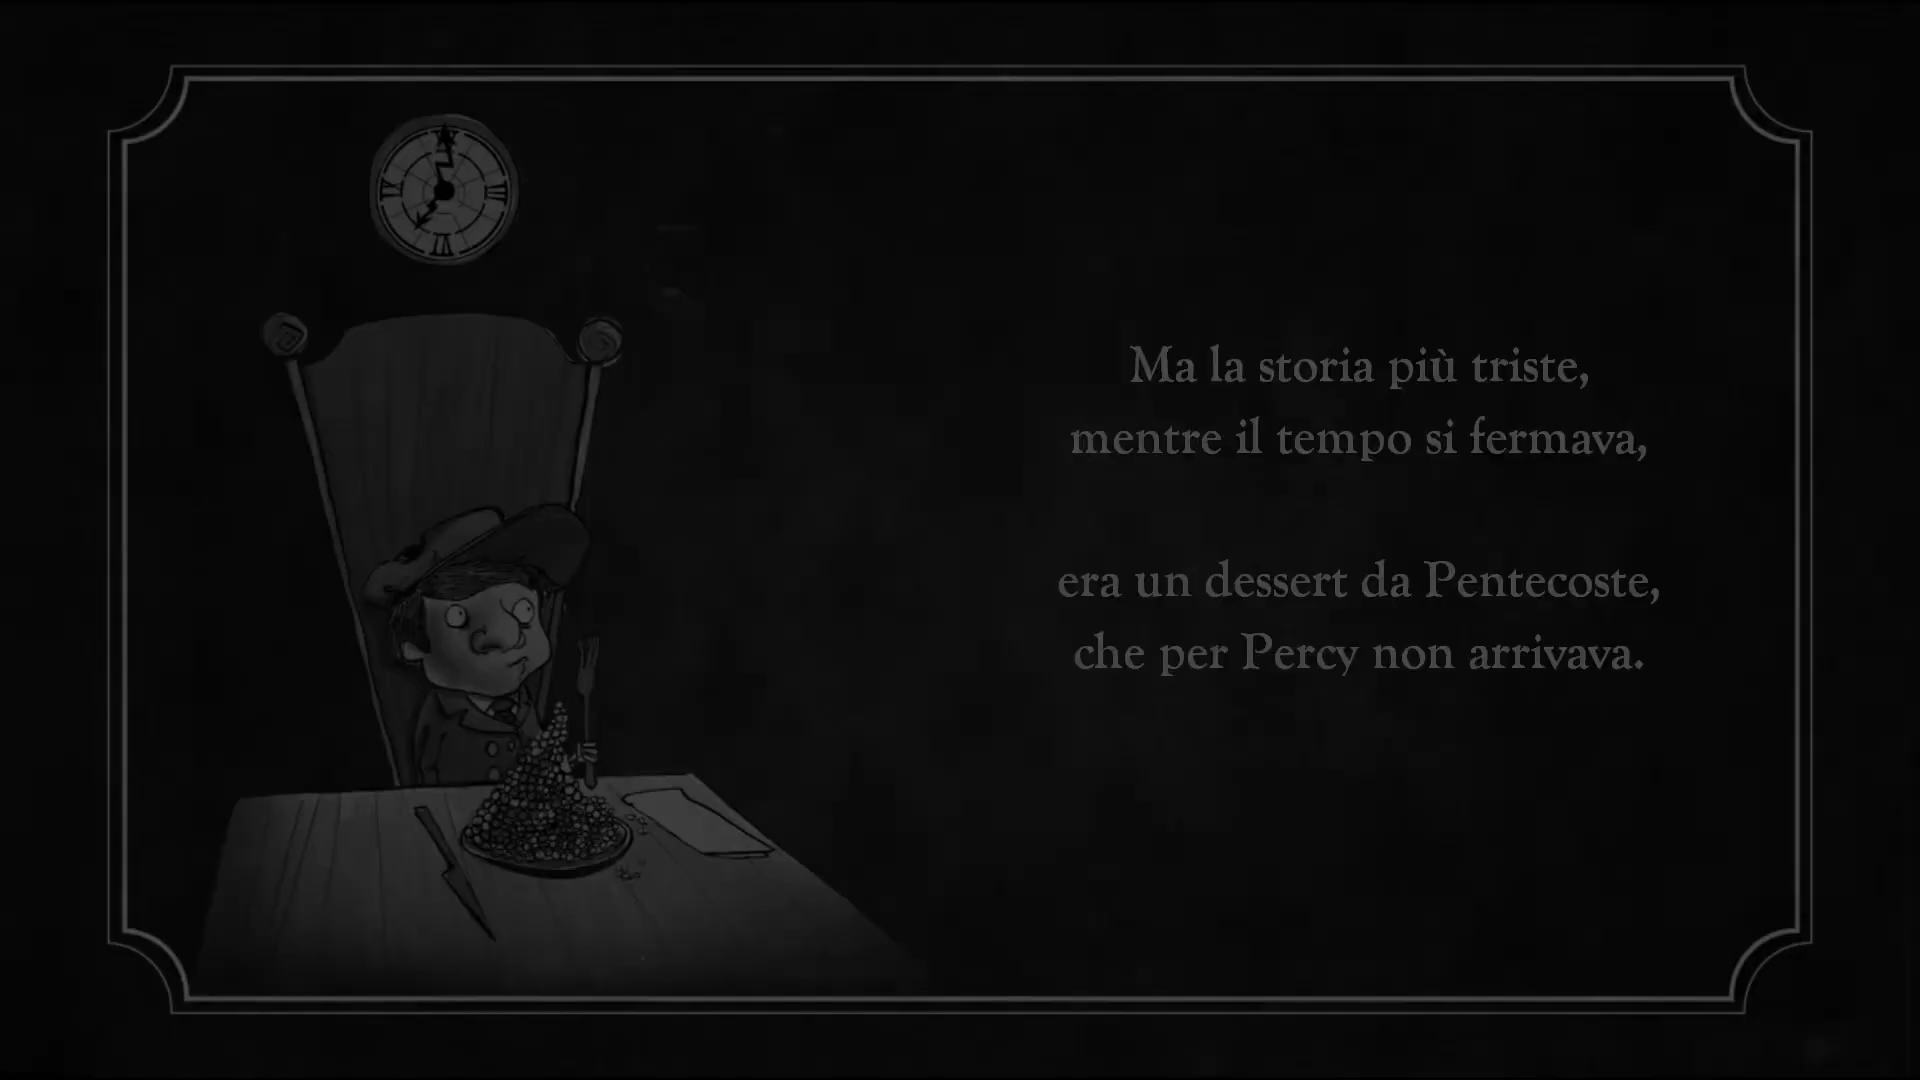 Ma la storia più triste,
mentre il tempo si fermava,
era un dessert da Pentecoste,
che per Percy non arrivava.